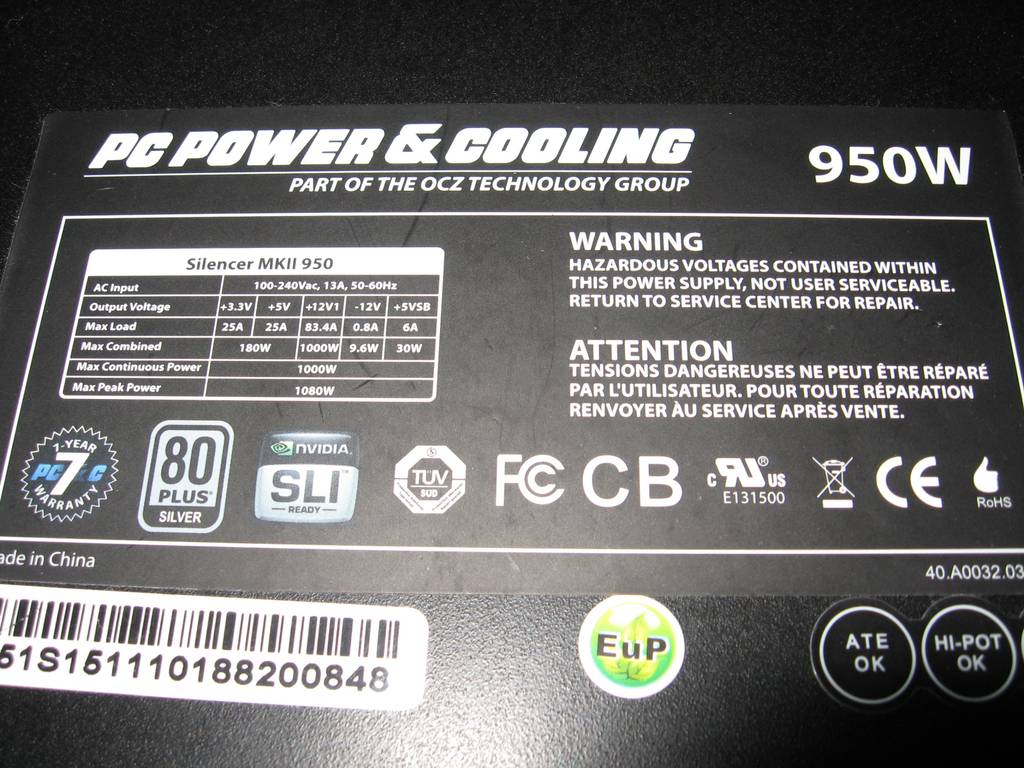 PC POWER & COOLING
PART OF THE OCZ TECHNOLOGY GROUP
950W
Silencer MKII 950
AC Input 100-240Vac, 13A, 50-60Hz
Output Voltage +3.3V +5V +12V1 -12V +5VSB
Max Load 25A 25A 83.4A 0.8A 6A
Max Combined 180W 1000W 9.6W 30W
Max Continuous Power 1000W
Max Peak Power 1080W
WARNING
HAZARDOUS VOLTAGES CONTAINED WITHIN
THIS POWER SUPPLY, NOT USER SERVICEABLE.
RETURN TO SERVICE CENTER FOR REPAIR.
ATTENTION
TENSIONS DANGEREUSES NE PEUT ÊTRE RÉPARÉ
PAR L'UTILISATEUR. POUR TOUTE RÉPARATION
RENVOYER ÀU SERVICE APRÈS VENTE.
7-YEAR
7
WARRANTY
80
PLUS®
SILVER
NVIDIA.
SLI™
READY
TÜV
SUD
FC
CB
c RU® US
E131500
CE
RoHS
ade in China
40.A0032.03
51S151110188200848
EuP
ATE
OK
HI-POT
OK